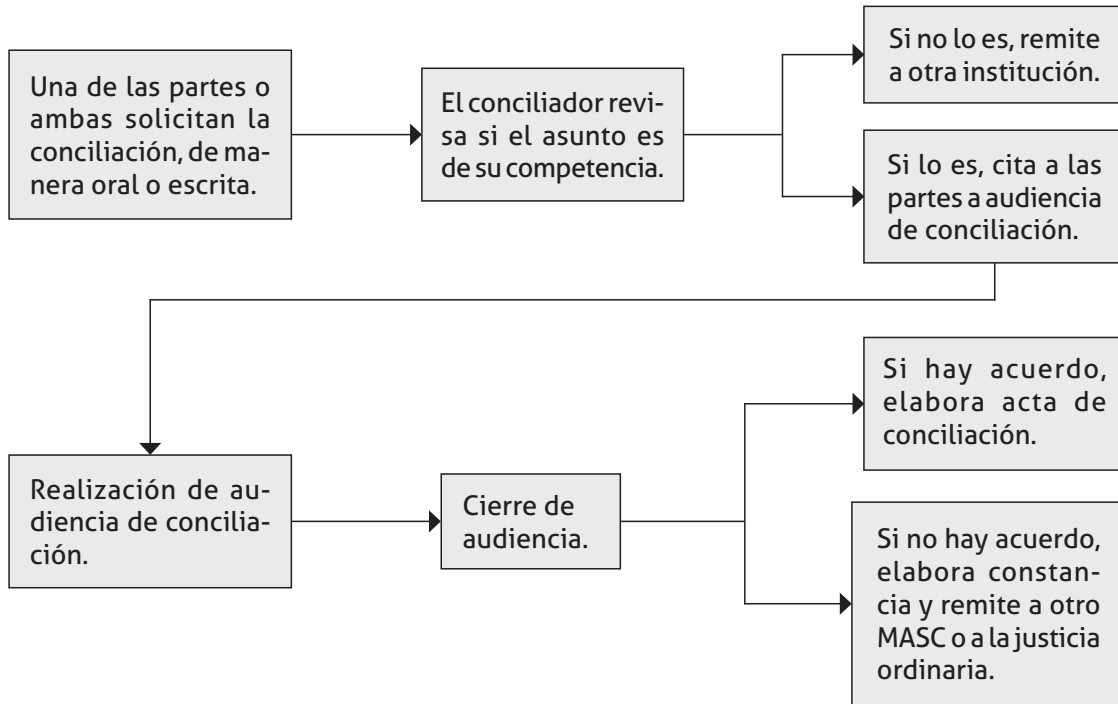 Una de las partes o
ambas solicitan la
conciliación, de ma-
nera oral o escrita.
El conciliador revi-
sa si el asunto es
de su competencia.
Si no lo es, remite
a otra institución.
Si lo es, cita a las
partes a audiencia
de conciliación.
Realización de au-
diencia de concilia-
ción.
Cierre de
audiencia.
Si hay acuerdo,
elabora acta de
conciliación.
Si no hay acuerdo,
elabora constan-
cia y remite a otro
MASC o a la justicia
ordinaria.